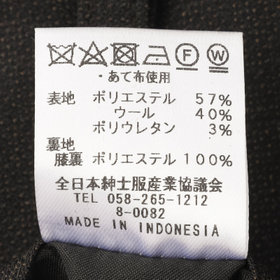 F W
・あて布使用
表地 ポリエステル 57%
ウール 40%
ポリウレタン 3%
裏地
膝裏 ポリエステル 100%
全日本紳士服産業協議会
TEL 058-265-1212
8-0082
MADE IN INDONESIA